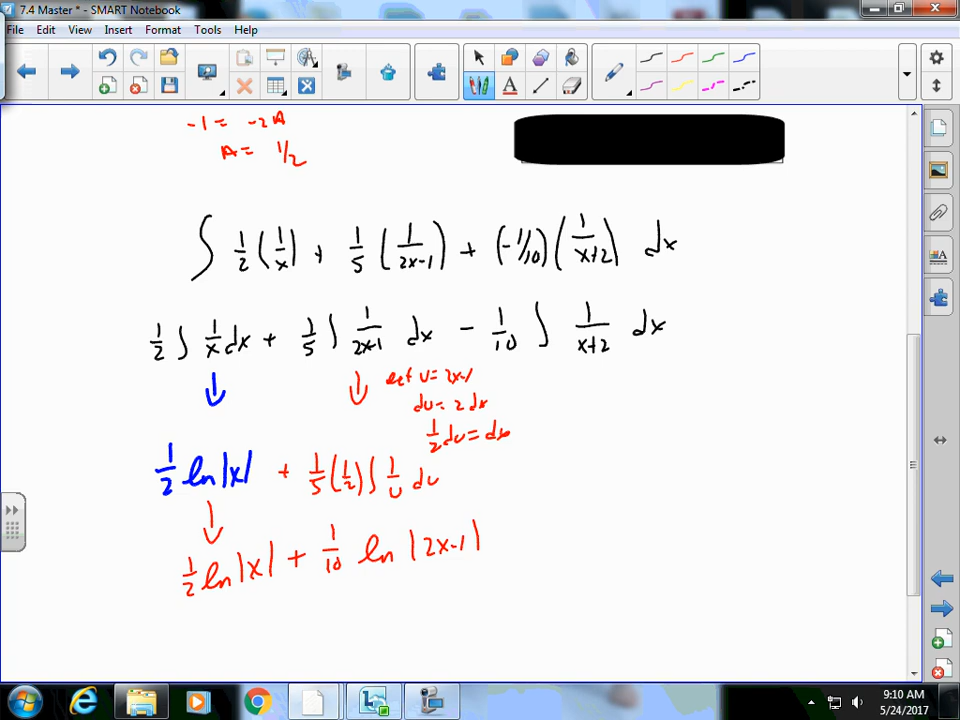 7.4 Master * - SMART Notebook
File Edit View Insert Format Tools Help
-1 = -2A
A = 1/2
∫ 1/2 (1/x) + 1/5 (1/(2x-1)) + (-1/10) (1/(x+2)) dx
1/2 ∫ 1/x dx + 1/5 ∫ 1/(2x-1) dx - 1/10 ∫ 1/(x+2) dx
let u = 2x-1
du = 2 dx
1/2 du = dx
1/2 ln |x| + 1/5 (1/2) ∫ 1/u du
1/2 ln |x| + 1/10 ln |2x-1|
9:10 AM
5/24/2017